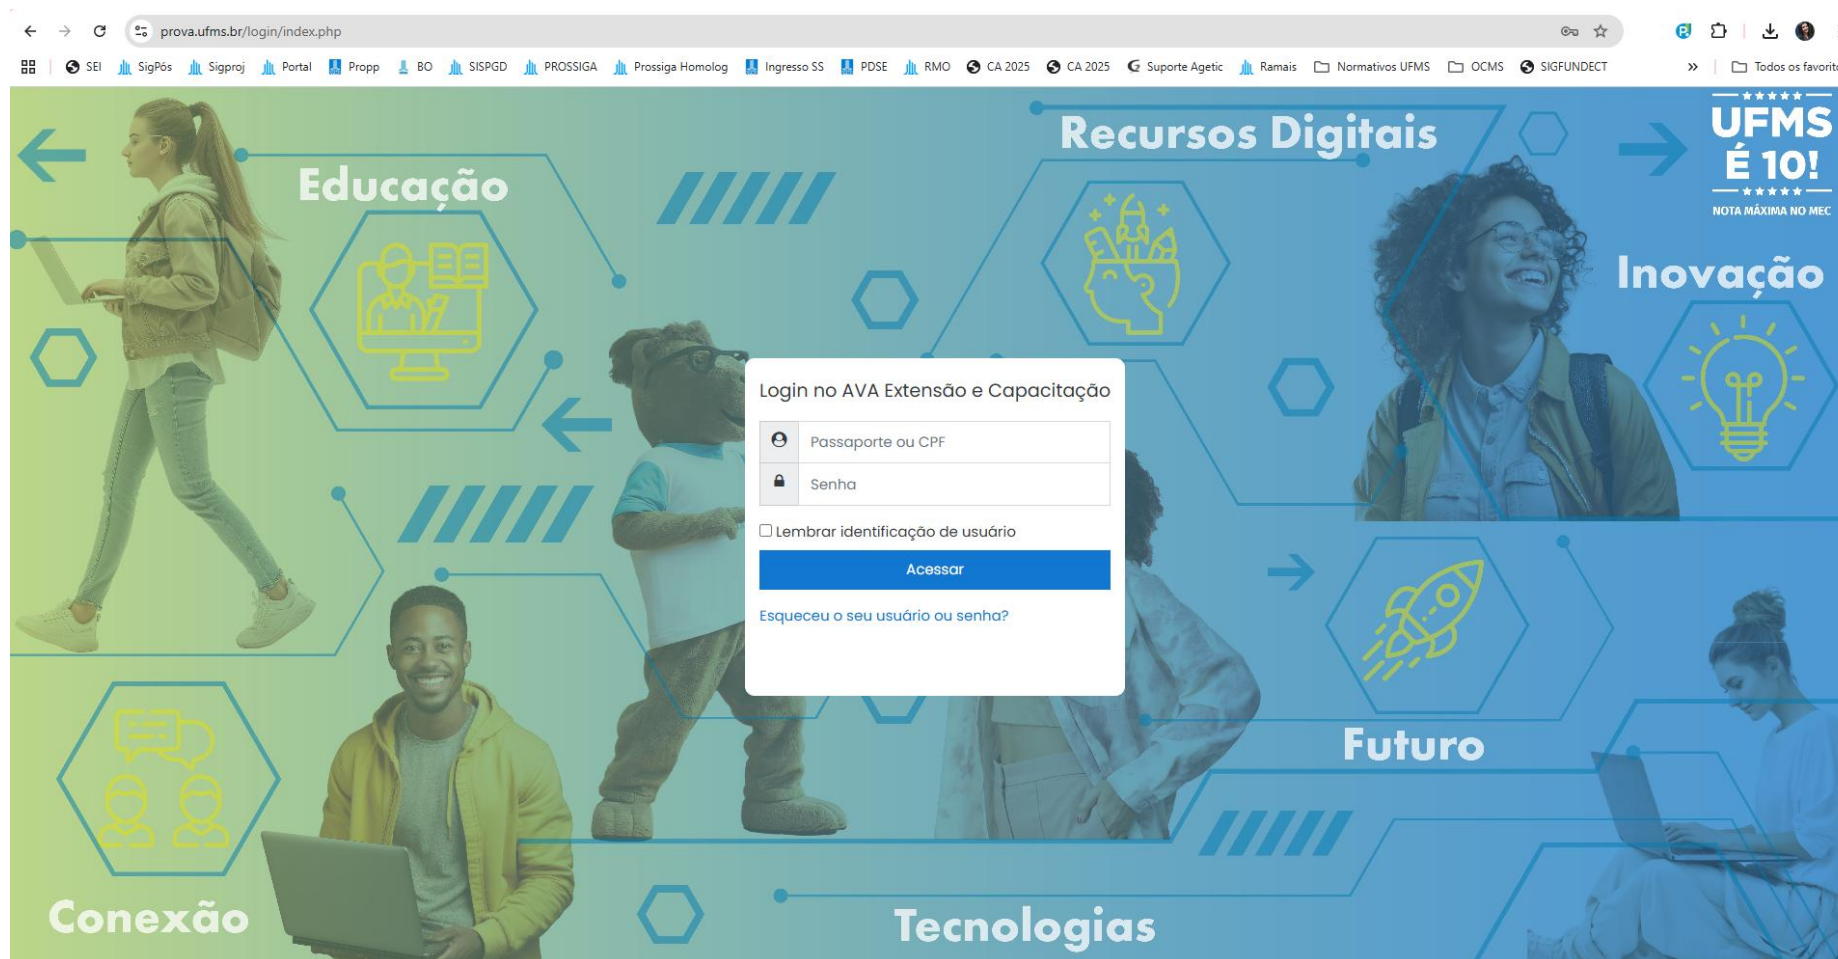 prova.ufms.br/login/index.php
SEI SigPós Sigproj Portal Propp BO SISPGD PROSSIGA Prossiga Homolog Ingresso SS PDSE RMO CA 2025 CA 2025 Suporte Agetic Ramais Normativos UFMS OCMS SIGFUNDECT » Todos os favorito
UFMS
É 10!
NOTA MÁXIMA NO MEC
Recursos Digitais
Educação
Inovação
Login no AVA Extensão e Capacitação
Passaporte ou CPF
Senha
Lembrar identificação de usuário
Acessar
Esqueceu o seu usuário ou senha?
Futuro
Conexão
Tecnologias